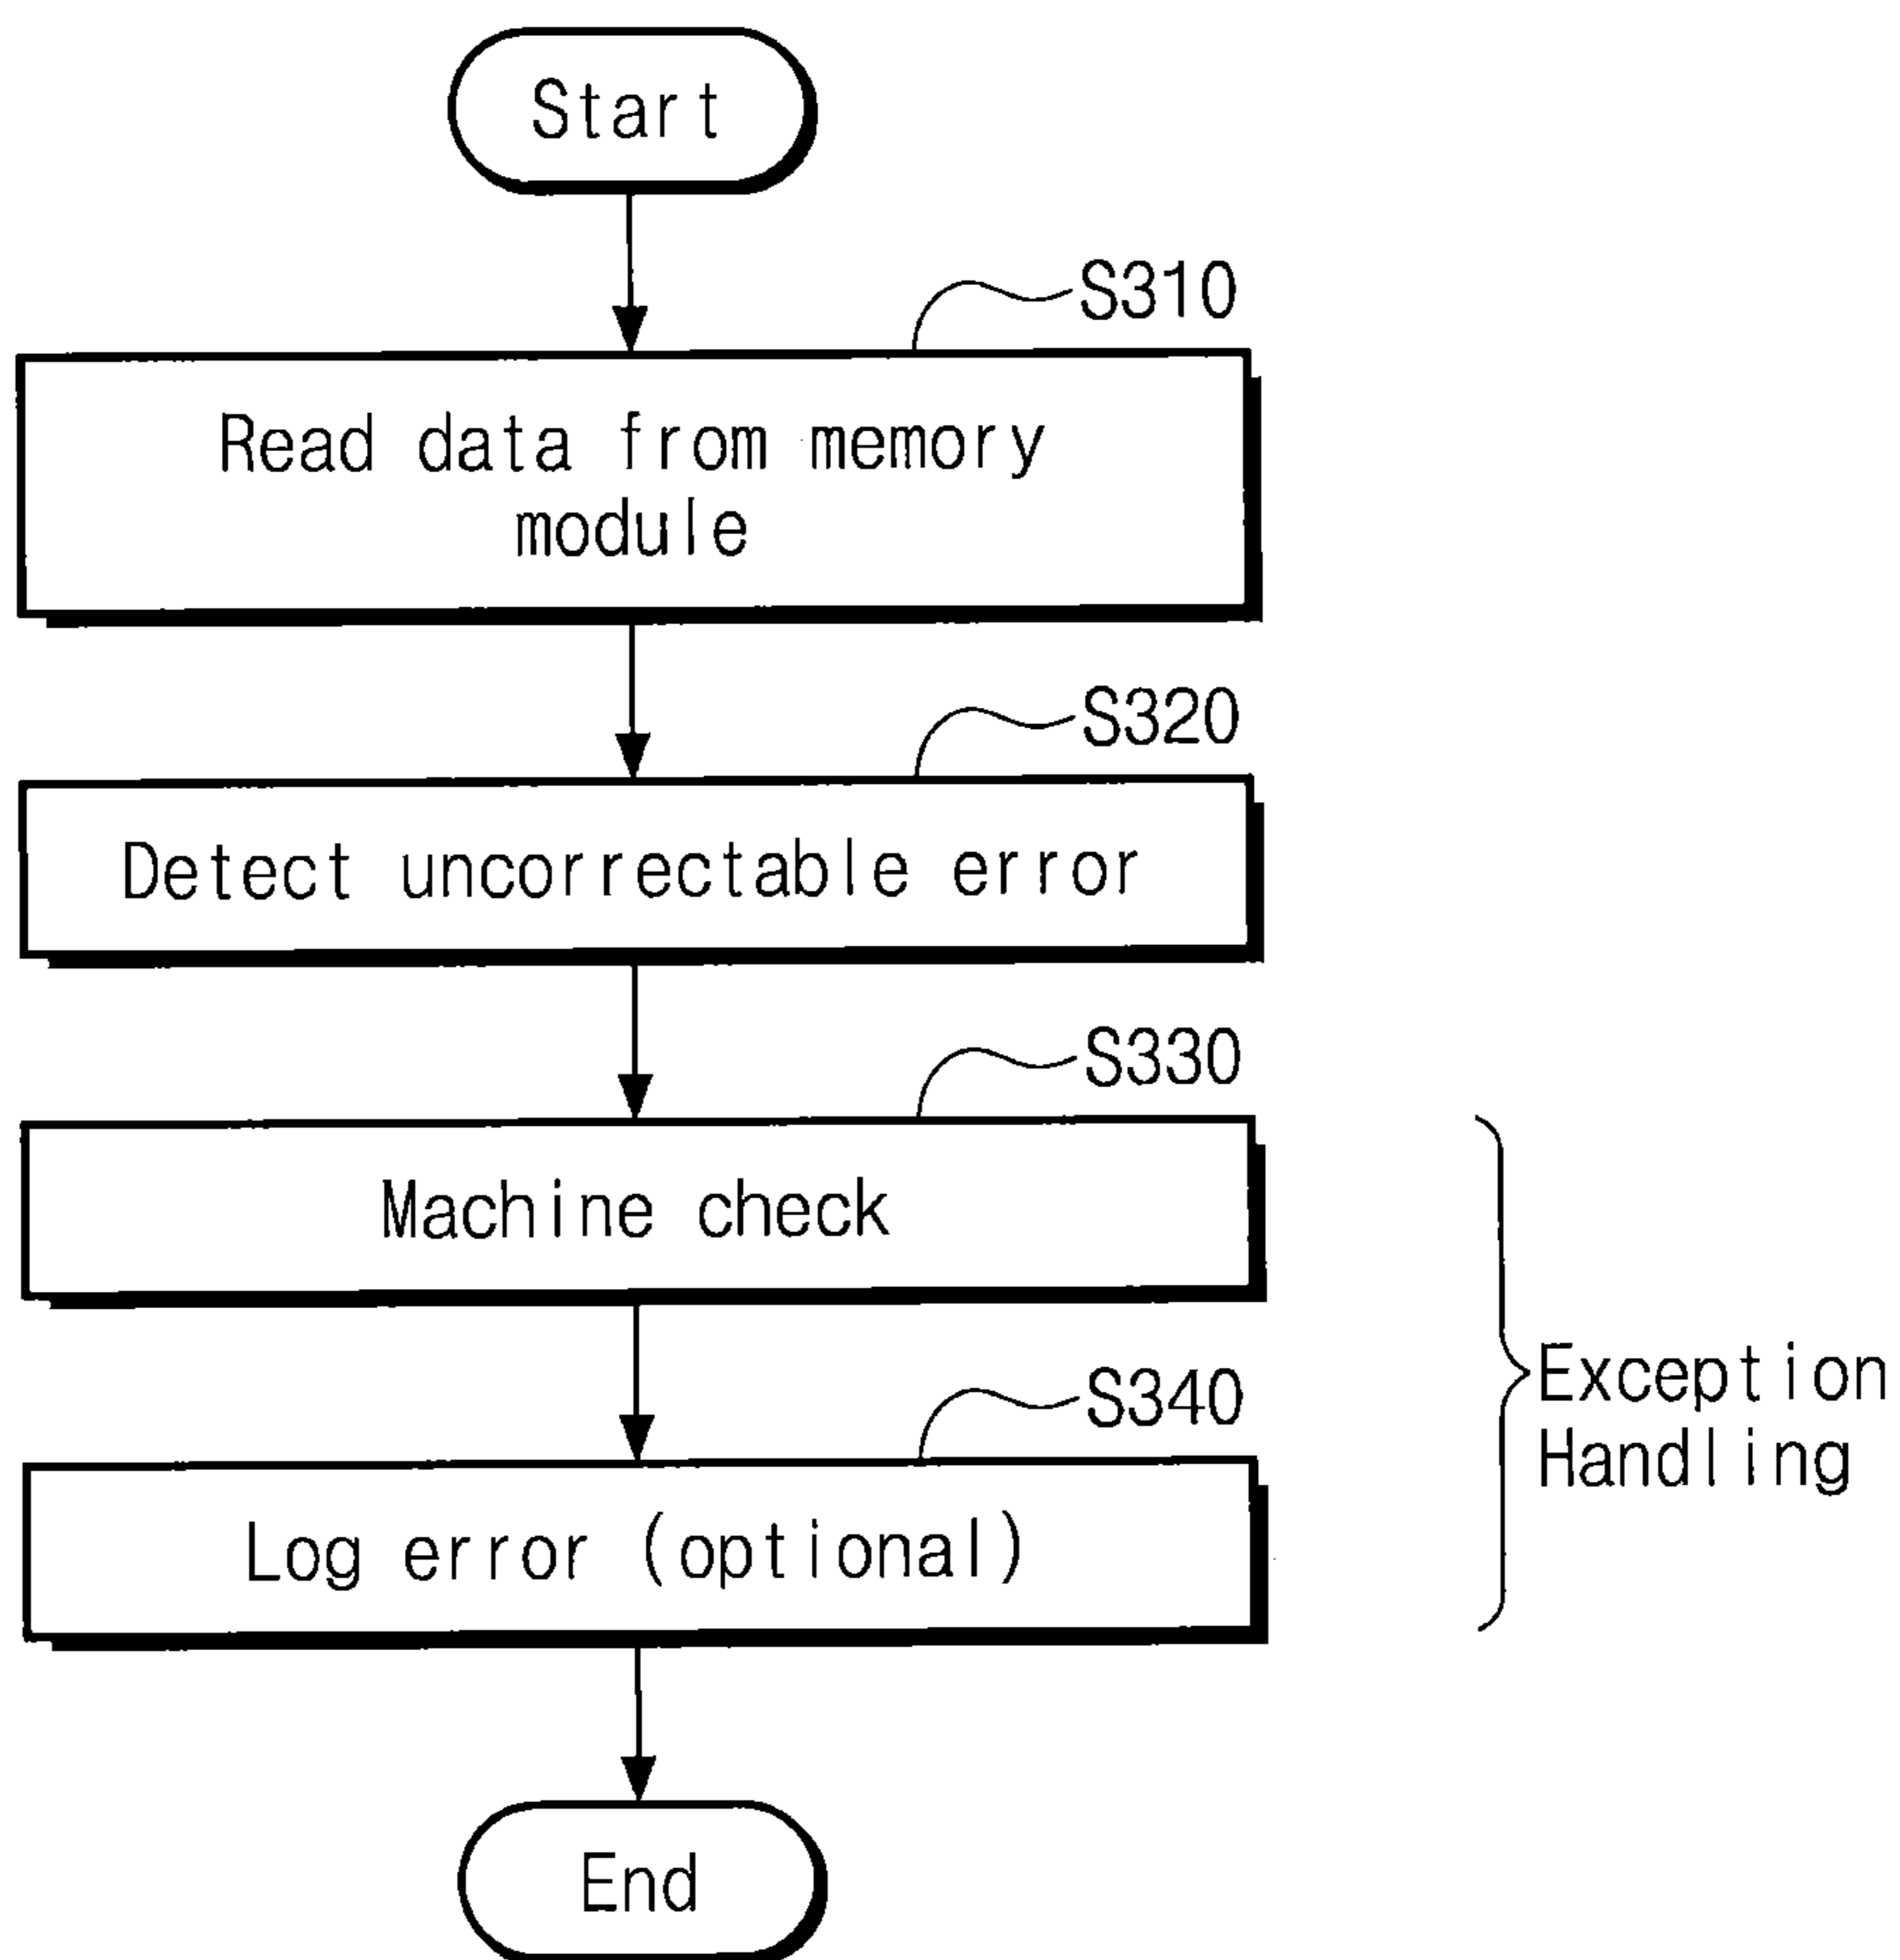 Start
S310
Read data from memory
module
S320
Detect uncorrectable error
S330
Machine check
S340
Log error (optional)
Exception
Handling
End